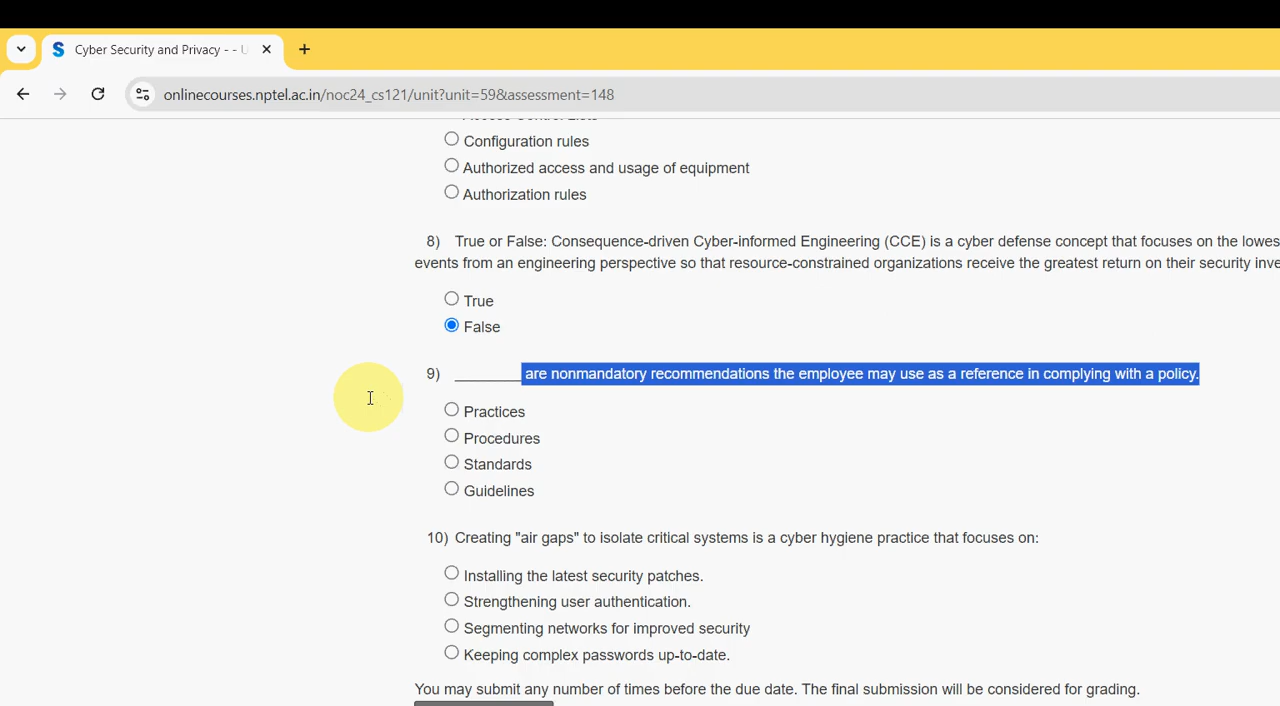 Cyber Security and Privacy - - U
onlinecourses.nptel.ac.in/noc24_cs121/unit?unit=59&assessment=148
Configuration rules
Authorized access and usage of equipment
Authorization rules
8) True or False: Consequence-driven Cyber-informed Engineering (CCE) is a cyber defense concept that focuses on the lowes
events from an engineering perspective so that resource-constrained organizations receive the greatest return on their security inve
True
False
9) ________ are nonmandatory recommendations the employee may use as a reference in complying with a policy.
Practices
Procedures
Standards
Guidelines
10) Creating "air gaps" to isolate critical systems is a cyber hygiene practice that focuses on:
Installing the latest security patches.
Strengthening user authentication.
Segmenting networks for improved security
Keeping complex passwords up-to-date.
You may submit any number of times before the due date. The final submission will be considered for grading.